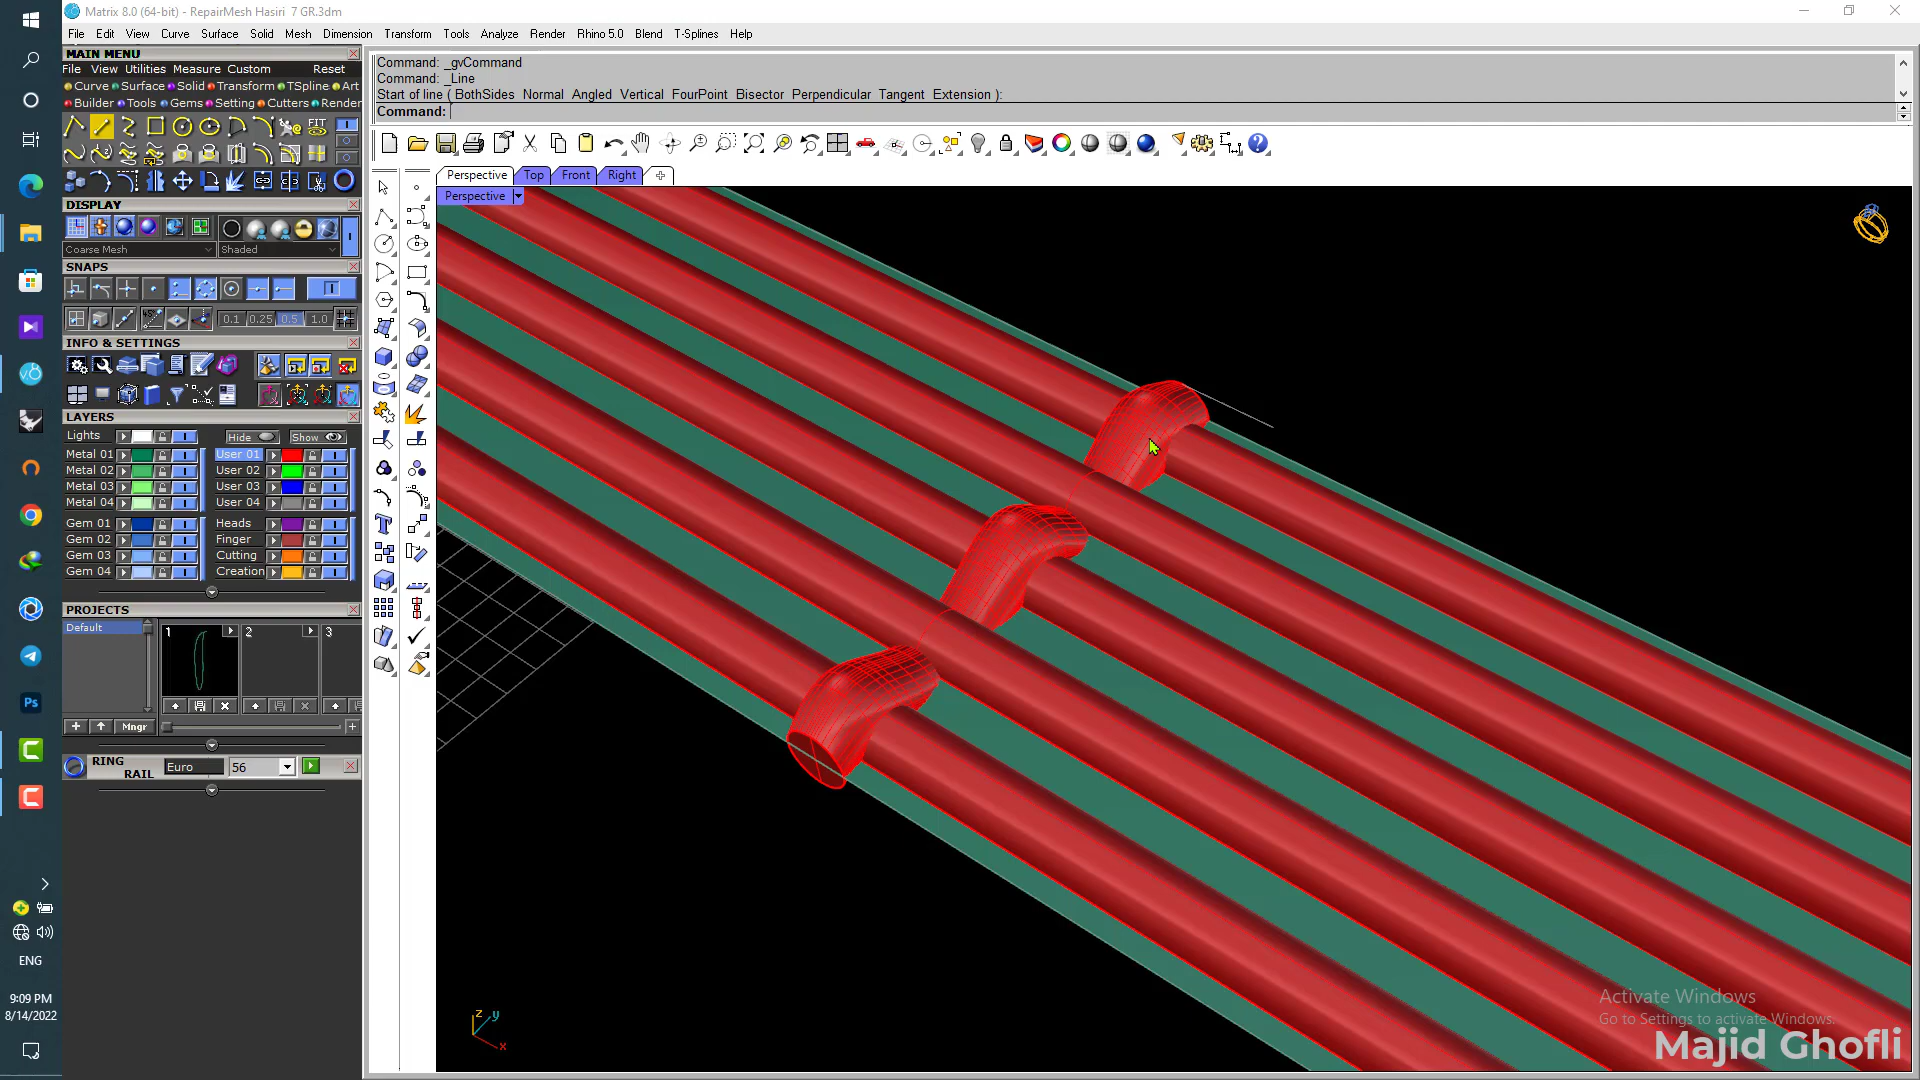 Matrix 8.0 (64-bit) - RepairMesh Hasiri  7 GR.3dm
File Edit View Curve Surface Solid Mesh Dimension Transform Tools Analyze Render Rhino 5.0 Blend T-Splines Help
MAIN MENU
File View Utilities Measure Custom Reset
Curve Surface Solid Transform TSpline Art
Builder Tools Gems Setting Cutters Render
FIT
DISPLAY
Coarse Mesh Shaded
SNAPS
0.1 0.25 0.5 1.0
INFO & SETTINGS
LAYERS
Lights Hide Show
Metal 01 User 01
Metal 02 User 02
Metal 03 User 03
Metal 04 User 04
Gem 01 Heads
Gem 02 Finger
Gem 03 Cutting
Gem 04 Creation
PROJECTS
Default 1 2 3
Mngr
RING RAIL Euro 56
Command: _gvCommand
Command: _Line
Start of line ( BothSides Normal Angled Vertical FourPoint Bisector Perpendicular Tangent Extension ):
Command:
Perspective Top Front Right
Perspective
z y
x
Ps
ENG
9:09 PM
8/14/2022
Activate Windows
Go to Settings to activate Windows.
Majid Ghofli